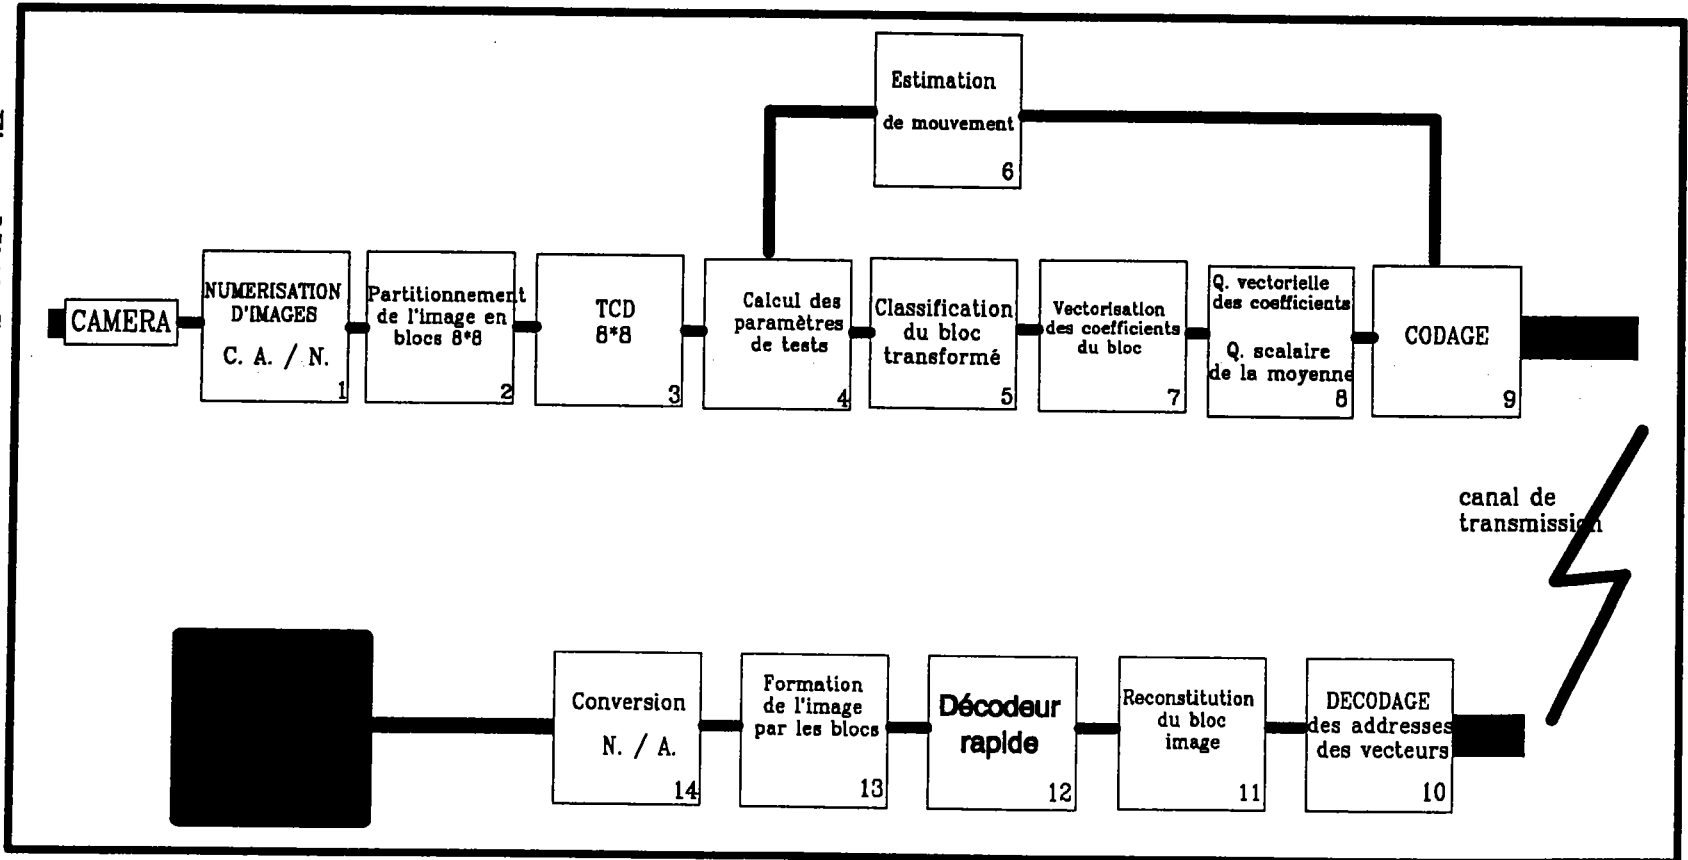 Estimation
de mouvement
6
CAMERA
NUMERISATION
D'IMAGES
C. A. / N.
1
Partitionnement
de l'image en
blocs 8*8
2
TCD
8*8
3
Calcul des
paramètres
de tests
4
Classification
du bloc
transformé
5
Vectorisation
des coefficients
du bloc
7
Q. vectorielle
des coefficients
Q. scalaire
de la moyenne
8
CODAGE
9
canal de
transmission
Conversion
N. / A.
14
Formation
de l'image
par les blocs
13
Décodeur
rapide
12
Reconstitution
du bloc
image
11
DECODAGE
des addresses
des vecteurs
10